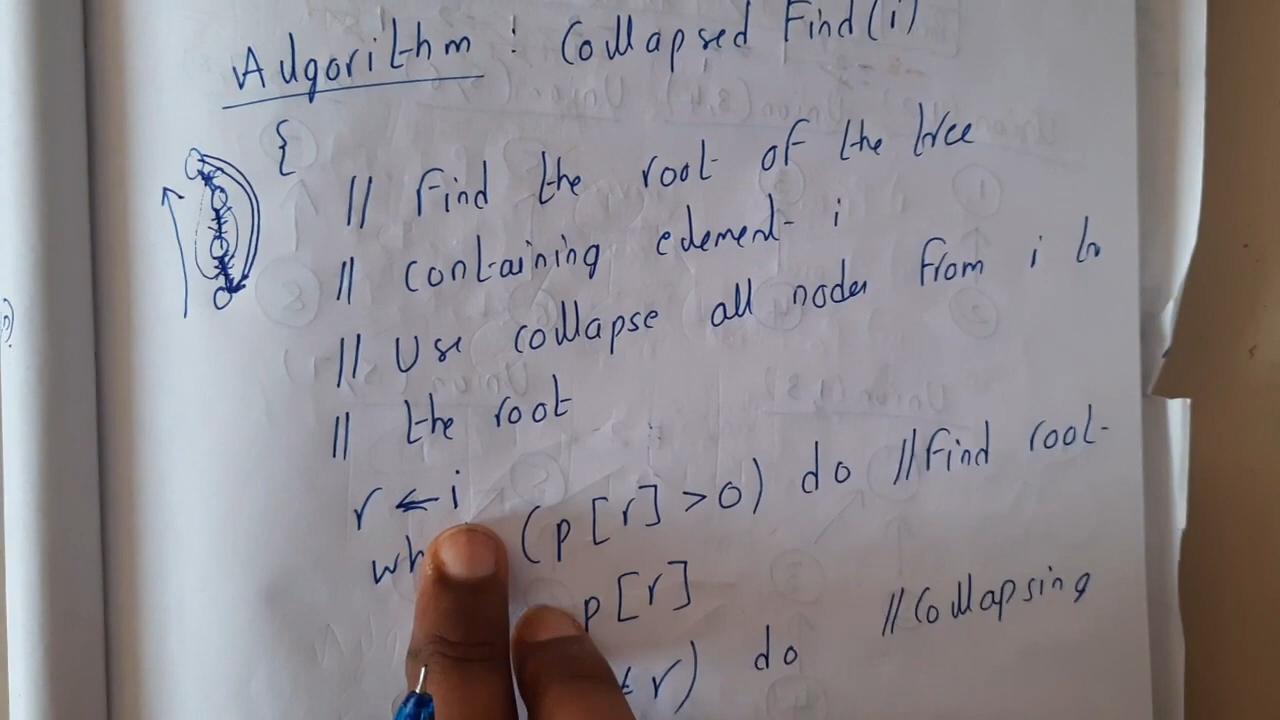 Algorithm : Collapsed Find(i)
{
// Find the root of the tree
// containing element i
// Use collapse all nodes from i to
// the root
r ← i
(p[r] > 0) do //Find root
p[r]
r) do //Collapsing